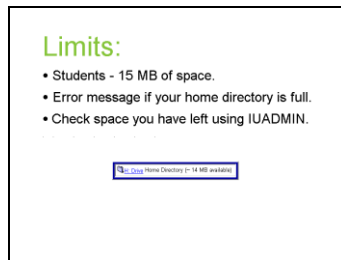 Limits:
• Students - 15 MB of space.
• Error message if your home directory is full.
• Check space you have left using IUADMIN.
H: Drive Home Directory (~ 14 MB available)